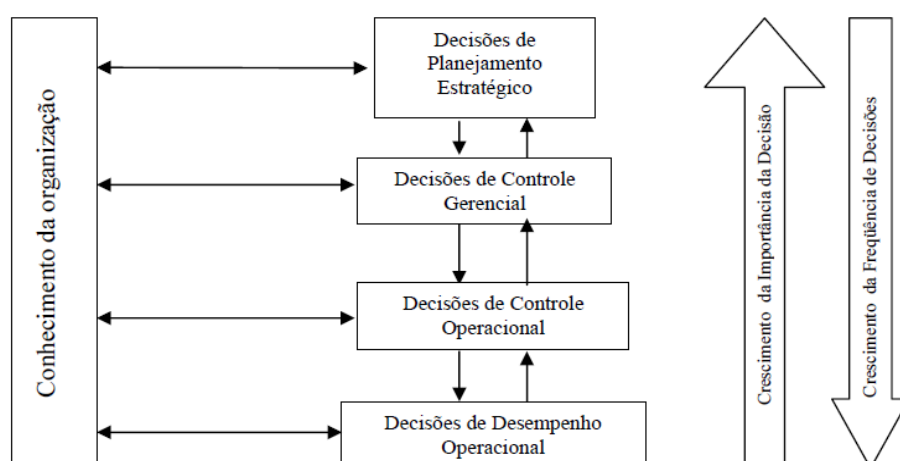 Conhecimento da organização
Decisões de
Planejamento
Estratégico
Decisões de Controle
Gerencial
Decisões de Controle
Operacional
Decisões de Desempenho
Operacional
Crescimento da Importância da Decisão
Crescimento da Freqüência de Decisões